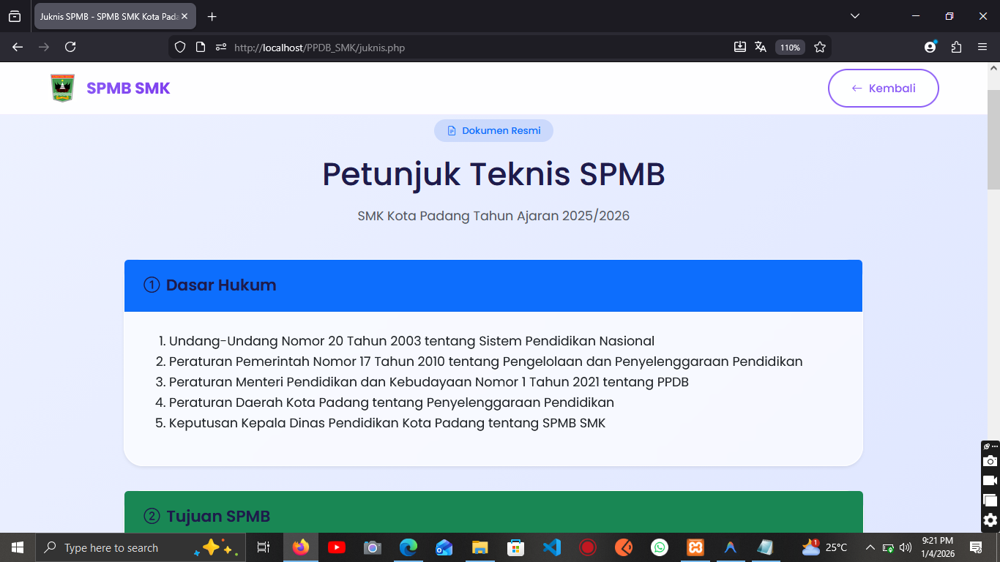 Juknis SPMB - SPMB SMK Kota Pada
http://localhost/PPDB_SMK/juknis.php
110%
SPMB SMK
Kembali
Dokumen Resmi
Petunjuk Teknis SPMB
SMK Kota Padang Tahun Ajaran 2025/2026
1 Dasar Hukum
1. Undang-Undang Nomor 20 Tahun 2003 tentang Sistem Pendidikan Nasional
2. Peraturan Pemerintah Nomor 17 Tahun 2010 tentang Pengelolaan dan Penyelenggaraan Pendidikan
3. Peraturan Menteri Pendidikan dan Kebudayaan Nomor 1 Tahun 2021 tentang PPDB
4. Peraturan Daerah Kota Padang tentang Penyelenggaraan Pendidikan
5. Keputusan Kepala Dinas Pendidikan Kota Padang tentang SPMB SMK
2 Tujuan SPMB
Type here to search
1
25°C
9:21 PM
1/4/2026